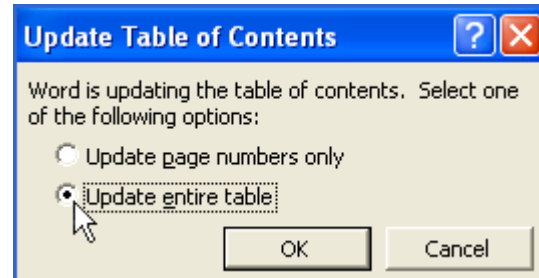 Update Table of Contents
Word is updating the table of contents. Select one
of the following options:
Update page numbers only
Update entire table
OK Cancel